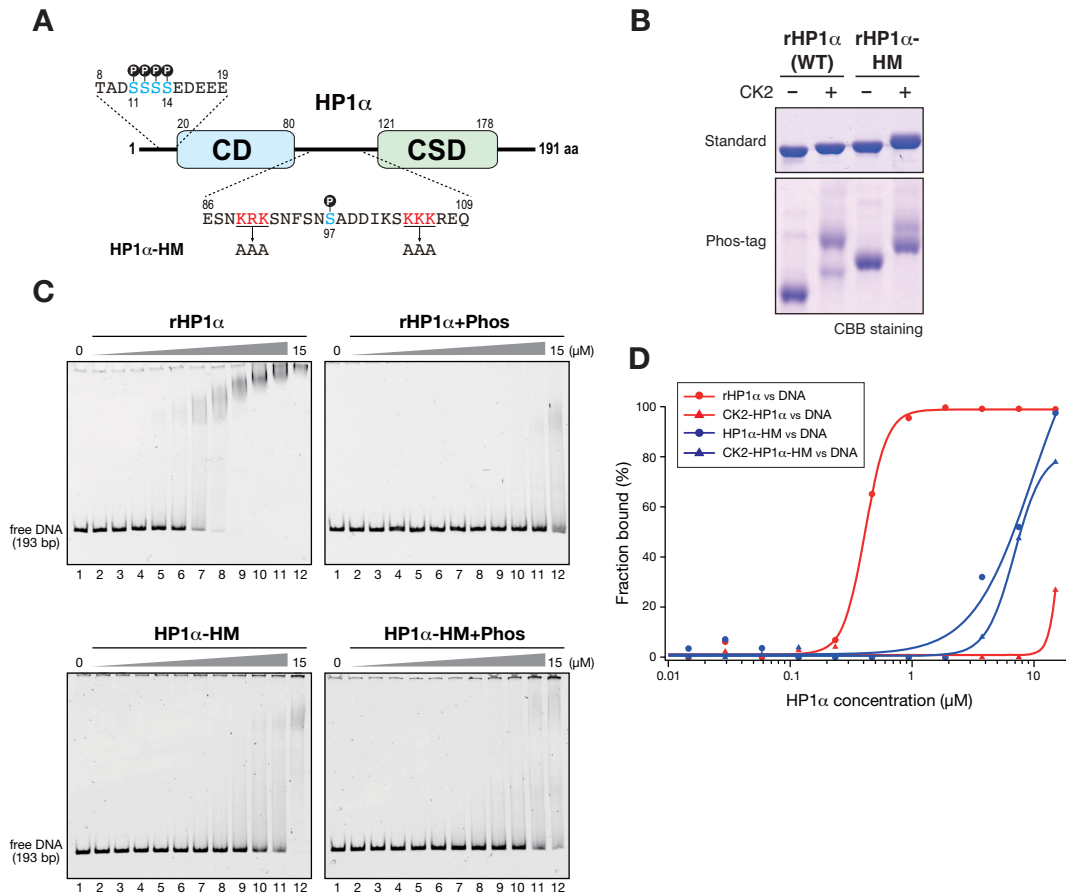 A
P P P P
8 19
TADSSSSEDEEE
11 14
HP1α
20 80 121 178
1 CD CSD 191 aa
P
86 109
ESNKRKSNFSNSADDIKSKKKREQ
97
HP1α-HM AAA AAA
B
rHP1α (WT) rHP1α-HM
CK2 – + – +
Standard
Phos-tag
CBB staining
C
rHP1α
0 15 (μM)
free DNA
(193 bp)
1 2 3 4 5 6 7 8 9 10 11 12
rHP1α+Phos
0 15 (μM)
1 2 3 4 5 6 7 8 9 10 11 12
HP1α-HM
0 15 (μM)
free DNA
(193 bp)
1 2 3 4 5 6 7 8 9 10 11 12
HP1α-HM+Phos
0 15 (μM)
1 2 3 4 5 6 7 8 9 10 11 12
D
rHP1α vs DNA
CK2-HP1α vs DNA
HP1α-HM vs DNA
CK2-HP1α-HM vs DNA
Fraction bound (%)
100
80
60
40
20
0
0.01 0.1 1 10
HP1α concentration (μM)